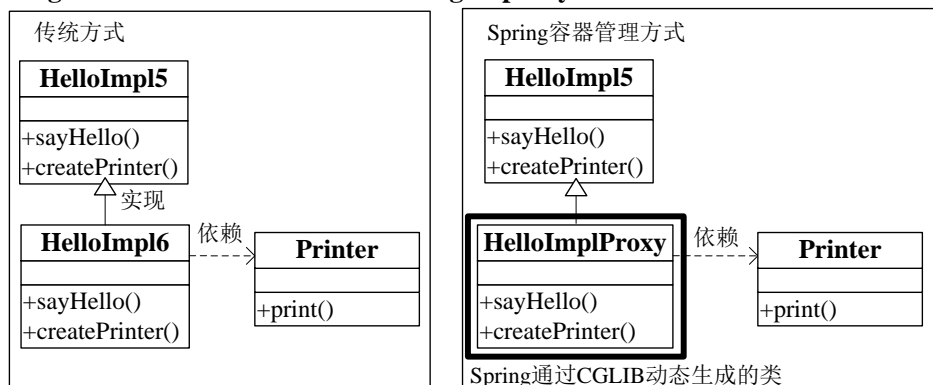 传统方式
HelloImpl5
+sayHello()
+createPrinter()
实现
HelloImpl6
依赖
Printer
+sayHello()
+createPrinter()
+print()
Spring容器管理方式
HelloImpl5
+sayHello()
+createPrinter()
HelloImplProxy
依赖
Printer
+sayHello()
+createPrinter()
+print()
Spring通过CGLIB动态生成的类